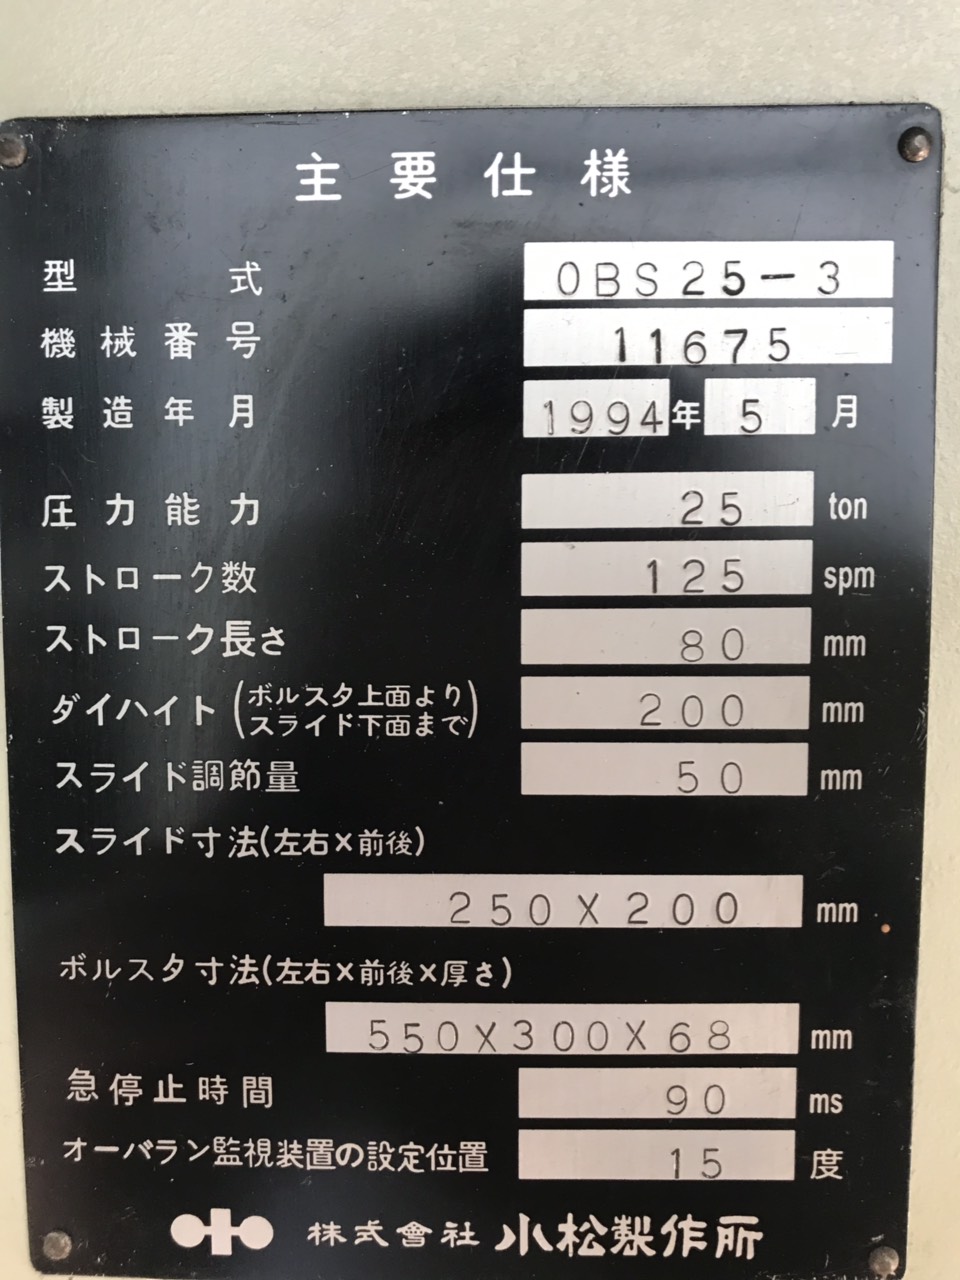 主要仕様
型式 OBS25-3
機械番号 11675
製造年月 1994年5月
圧力能力 25 ton
ストローク数 125 spm
ストローク長さ 80 mm
ダイハイト(ボルスタ上面より
スライド下面まで) 200 mm
スライド調節量 50 mm
スライド寸法(左右×前後)
250X200 mm
ボルスタ寸法(左右×前後×厚さ)
550X300X68 mm
急停止時間 90 ms
オーバラン監視装置の設定位置 15 度
株式會社 小松製作所